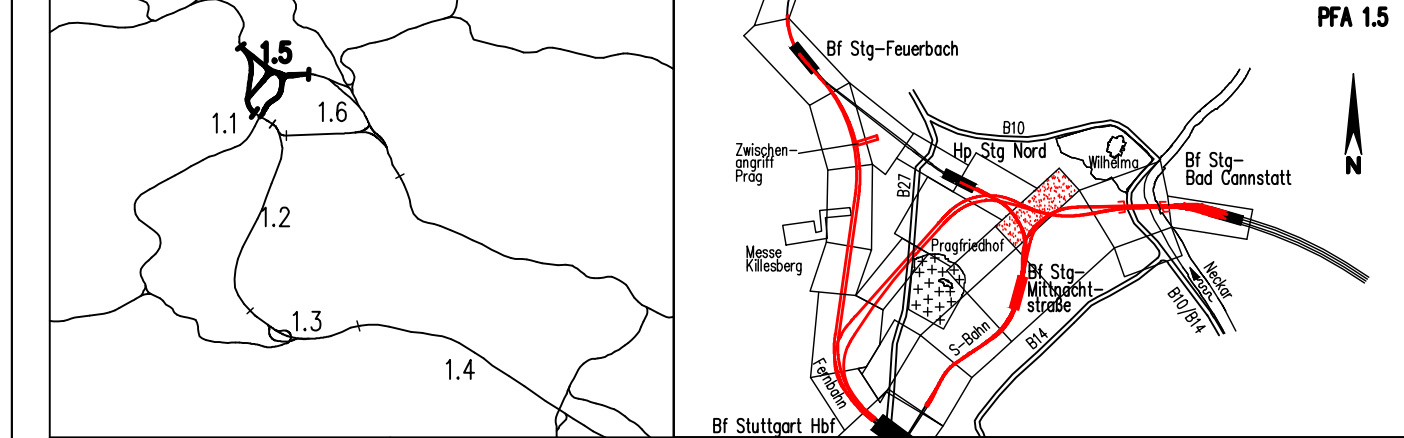 1.5
1.6
1.1
1.2
1.3
1.4
PFA 1.5
Bf Stg-Feuerbach
B10
Zwischen-
angriff
Prag
Hp Stg Nord
Wilhelma
Bf Stg-
Bad Cannstatt
N
B27
Messe
Killesberg
Pragfriedhof
Bf Stg-
Mittnacht-
straße
Neckar
B10/B14
S-Bahn
B14
Fernbahn
Bf Stuttgart Hbf